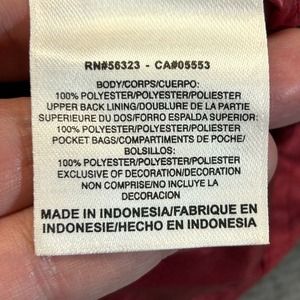 RN#56323 - CA#05553
BODY/CORPS/CUERPO:
100% POLYESTER/POLYESTER/POLIESTER
UPPER BACK LINING/DOUBLURE DE LA PARTIE
SUPERIEURE DU DOS/FORRO ESPALDA SUPERIOR:
100% POLYESTER/POLYESTER/POLIESTER
POCKET BAGS/COMPARTIMENTS DE POCHE/
BOLSILLOS:
100% POLYESTER/POLYESTER/POLIESTER
EXCLUSIVE OF DECORATION/DECORATION
NON COMPRISE/NO INCLUYE LA
DECORACION
MADE IN INDONESIA/FABRIQUE EN
INDONESIE/HECHO EN INDONESIA